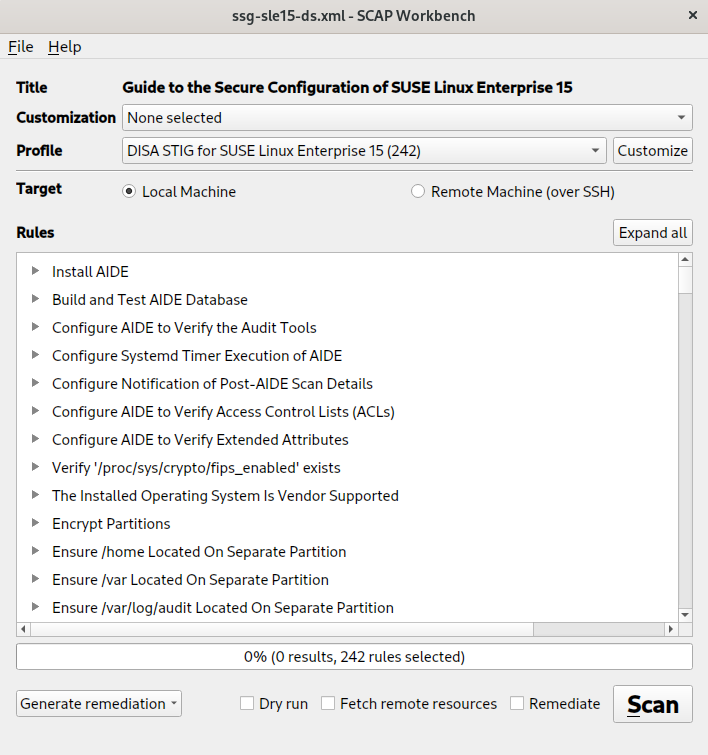 ssg-sle15-ds.xml - SCAP Workbench
File Help
Title Guide to the Secure Configuration of SUSE Linux Enterprise 15
Customization None selected
Profile DISA STIG for SUSE Linux Enterprise 15 (242) Customize
Target Local Machine Remote Machine (over SSH)
Rules Expand all
Install AIDE
Build and Test AIDE Database
Configure AIDE to Verify the Audit Tools
Configure Systemd Timer Execution of AIDE
Configure Notification of Post-AIDE Scan Details
Configure AIDE to Verify Access Control Lists (ACLs)
Configure AIDE to Verify Extended Attributes
Verify '/proc/sys/crypto/fips_enabled' exists
The Installed Operating System Is Vendor Supported
Encrypt Partitions
Ensure /home Located On Separate Partition
Ensure /var Located On Separate Partition
Ensure /var/log/audit Located On Separate Partition
0% (0 results, 242 rules selected)
Generate remediation Dry run Fetch remote resources Remediate Scan